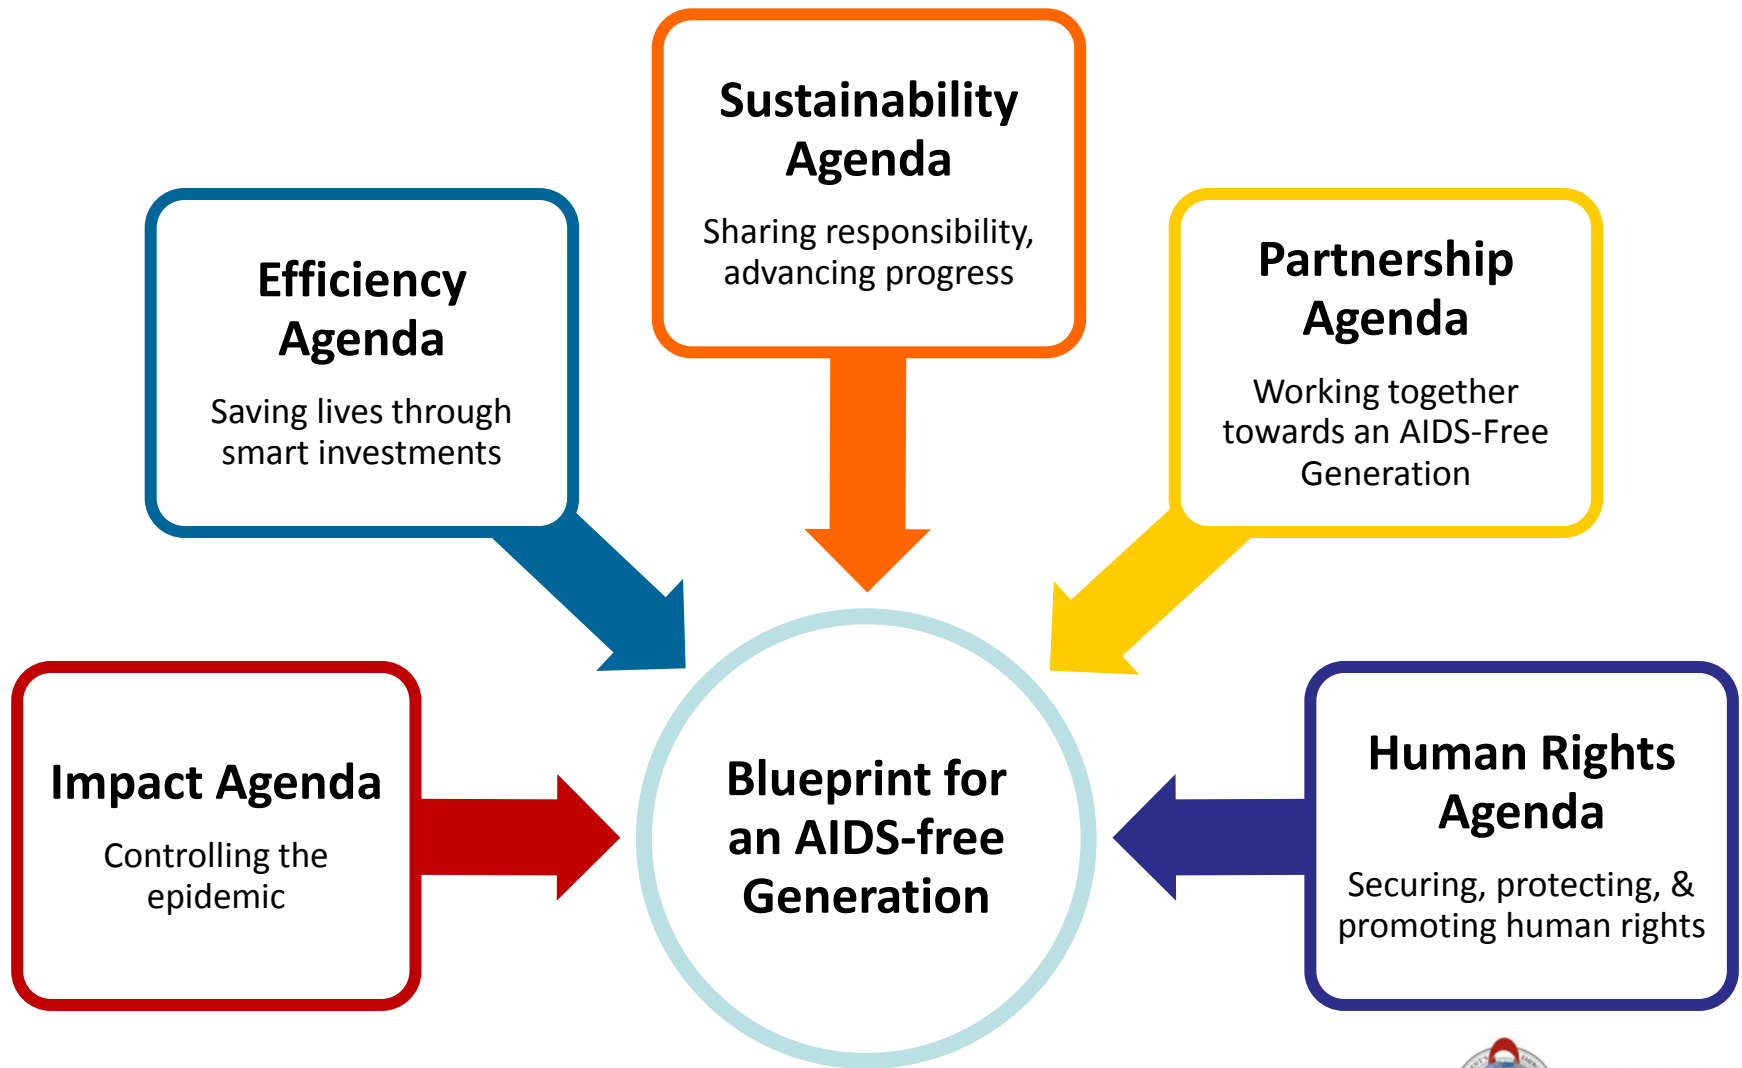 Sustainability
Agenda
Sharing responsibility,
advancing progress
Efficiency
Agenda
Saving lives through
smart investments
Partnership
Agenda
Working together
towards an AIDS-Free
Generation
Impact Agenda
Controlling the
epidemic
Blueprint for
an AIDS-free
Generation
Human Rights
Agenda
Securing, protecting, &
promoting human rights